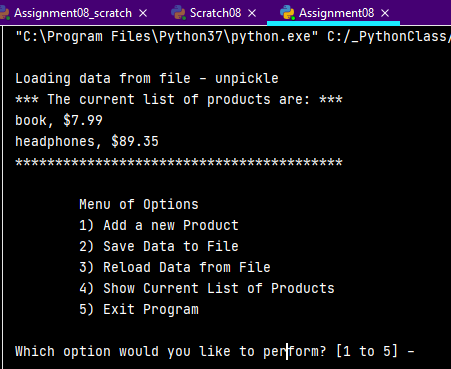 Assignment08_scratch × Scratch08 × Assignment08 ×
"C:\Program Files\Python37\python.exe" C:/_PythonClass/
Loading data from file - unpickle
*** The current list of products are: ***
book, $7.99
headphones, $89.35
*****************************************
Menu of Options
1) Add a new Product
2) Save Data to File
3) Reload Data from File
4) Show Current List of Products
5) Exit Program
Which option would you like to perform? [1 to 5] -